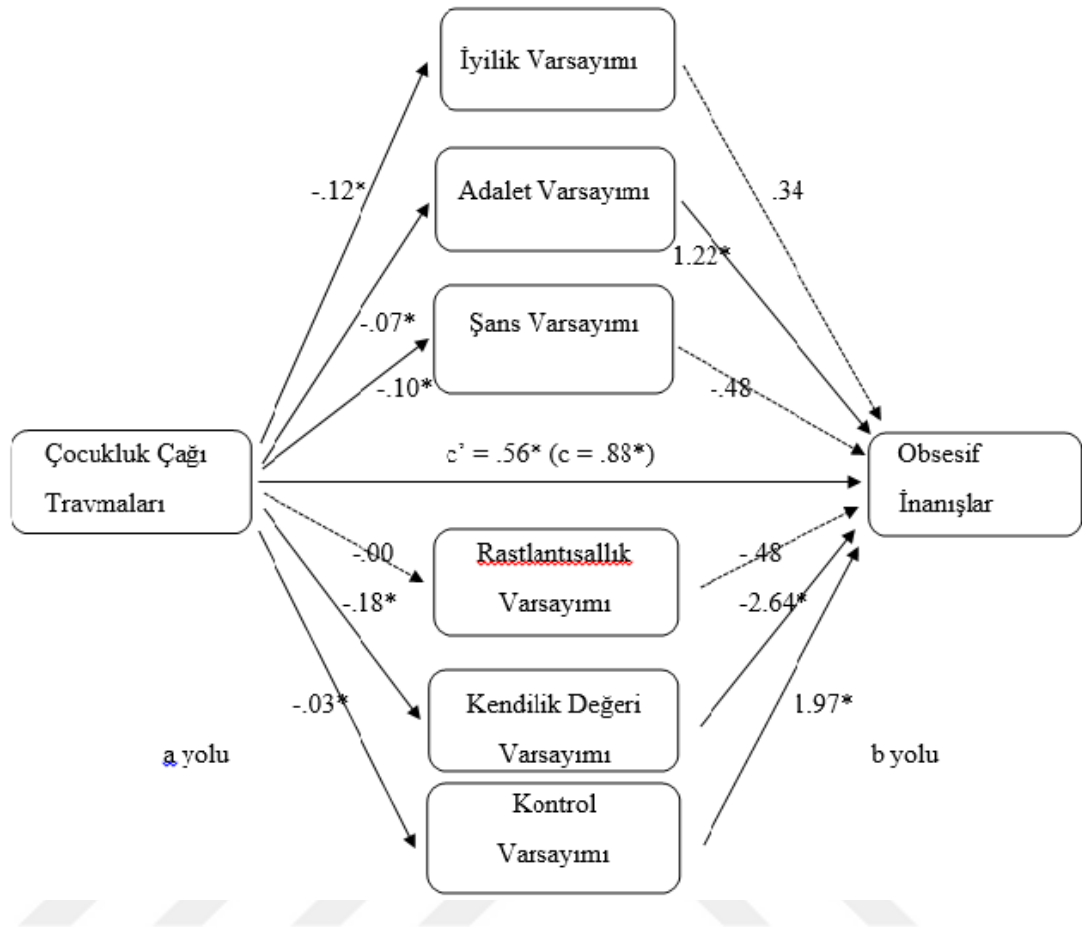 İyilik Varsayımı
-.12*
Adalet Varsayımı
.34
1.22*
-.07*
Şans Varsayımı
-.10*
-.48
Çocukluk Çağı
Travmaları
c' = .56* (c = .88*)
Obsesif
İnanışlar
-.00
Rastlantısallık
Varsayımı
-.48
-.18*
-2.64*
-.03*
Kendilik Değeri
Varsayımı
1.97*
a yolu
b yolu
Kontrol
Varsayımı